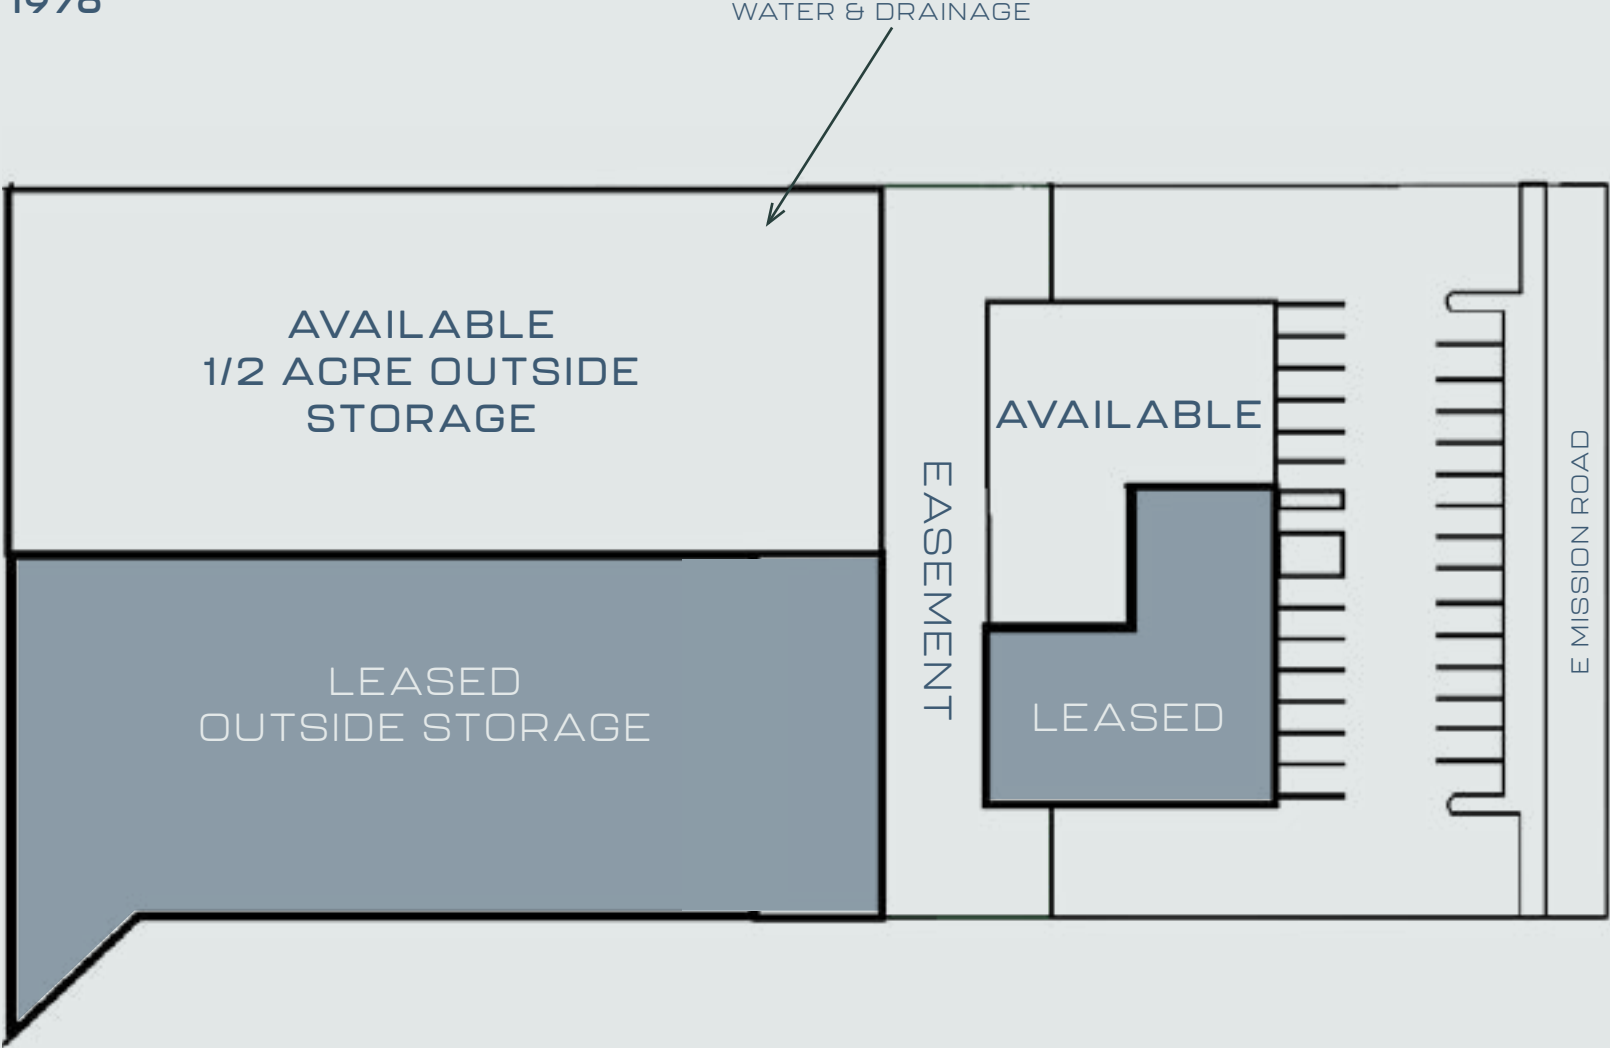 WATER & DRAINAGE
AVAILABLE
1/2 ACRE OUTSIDE
STORAGE
AVAILABLE
EASEMENT
E MISSION ROAD
LEASED
OUTSIDE STORAGE
LEASED